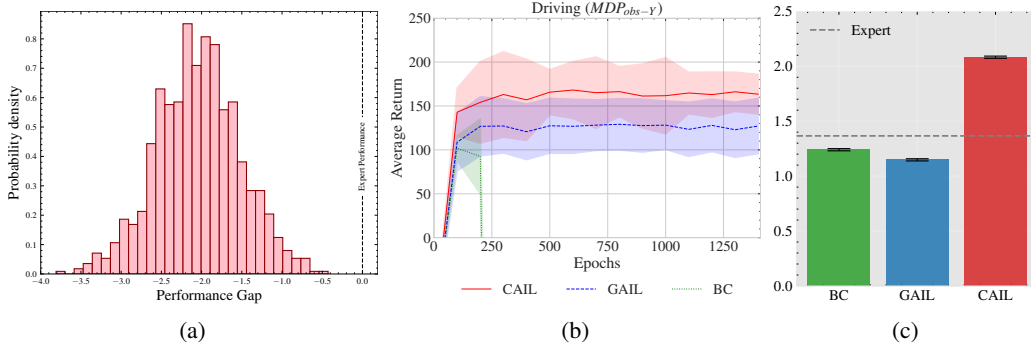 Probability density
0.8
0.7
0.6
0.5
0.4
0.3
0.2
0.1
0.0
Expert Performance
−4.0 −3.5 −3.0 −2.5 −2.0 −1.5 −1.0 −0.5 0.0
Performance Gap
(a)
Driving (MDP_obs−Y)
Average Return
250
200
150
100
50
0
0 250 500 750 1000 1250
Epochs
CAIL GAIL BC
(b)
Expert
2.5
2.0
1.5
1.0
0.5
0.0
BC GAIL CAIL
(c)